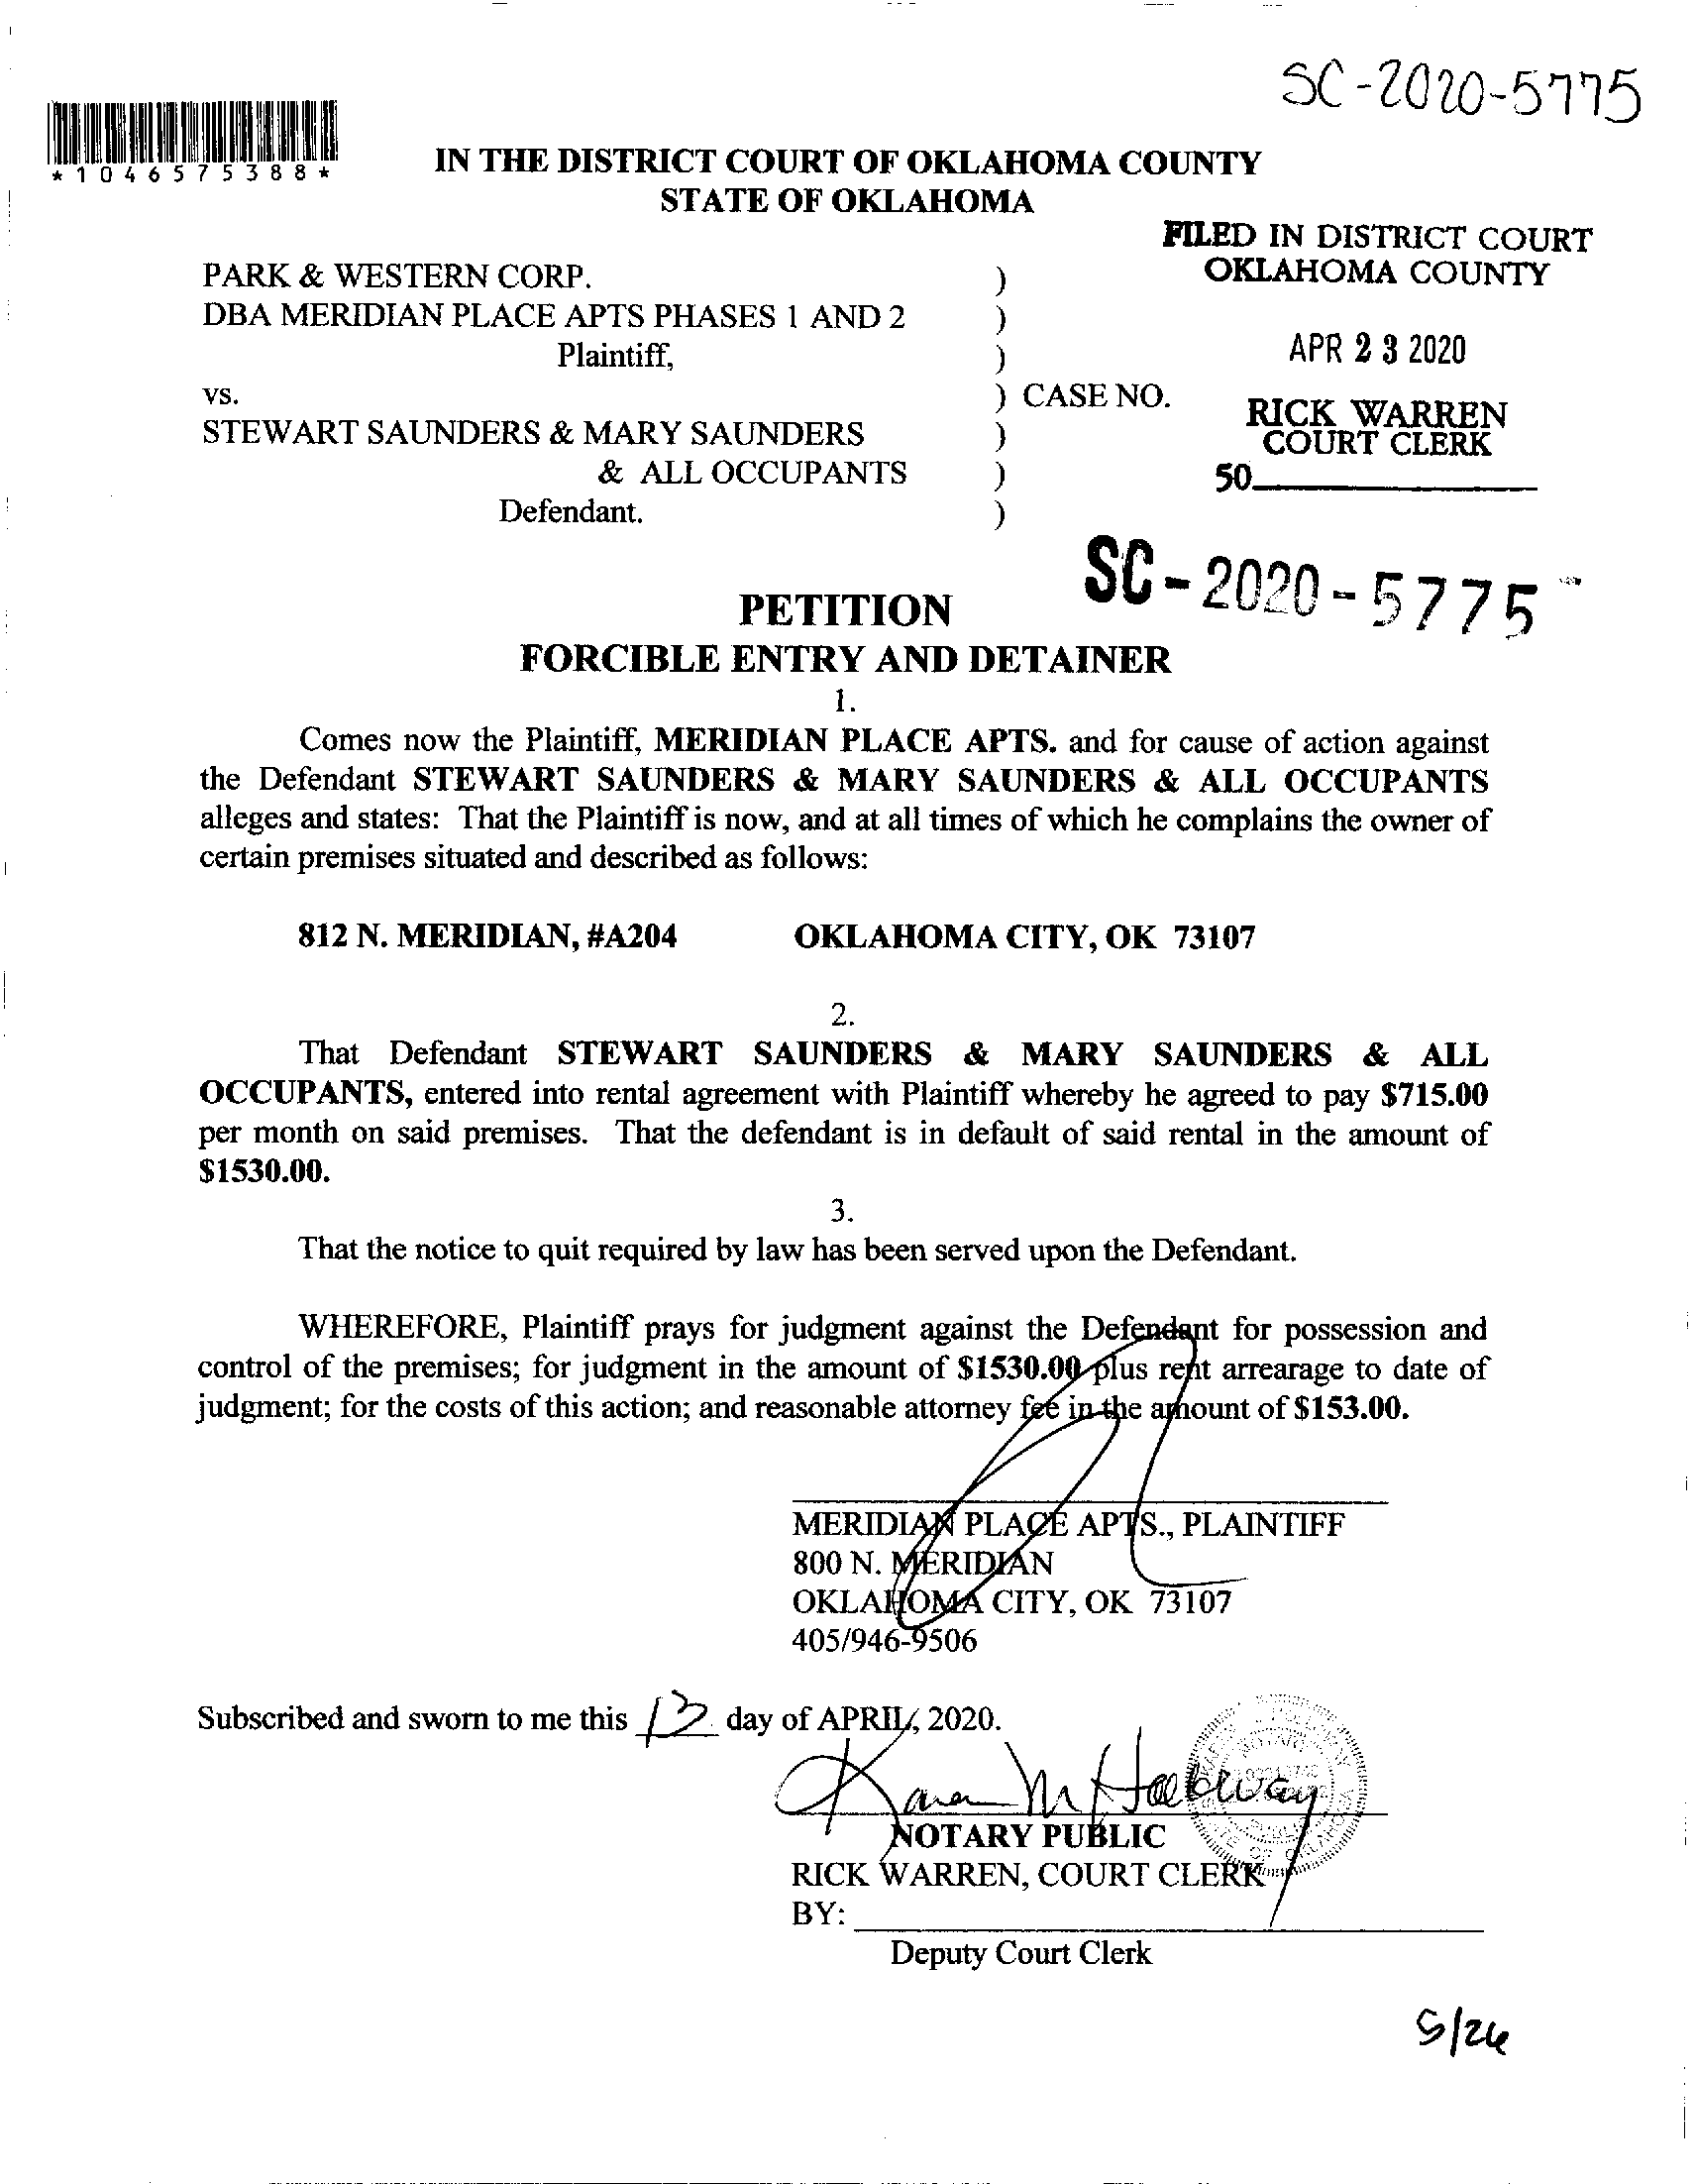 SC-2020-5775
*1046575388*
IN THE DISTRICT COURT OF OKLAHOMA COUNTY
STATE OF OKLAHOMA
FILED IN DISTRICT COURT
OKLAHOMA COUNTY
PARK & WESTERN CORP. )
DBA MERIDIAN PLACE APTS PHASES 1 AND 2 )
Plaintiff, )
APR 23 2020
vs. ) CASE NO.
RICK WARREN
COURT CLERK
STEWART SAUNDERS & MARY SAUNDERS )
& ALL OCCUPANTS )
50
Defendant. )
SC-2020-5775
PETITION
FORCIBLE ENTRY AND DETAINER
1.
Comes now the Plaintiff, MERIDIAN PLACE APTS. and for cause of action against
the Defendant STEWART SAUNDERS & MARY SAUNDERS & ALL OCCUPANTS
alleges and states: That the Plaintiff is now, and at all times of which he complains the owner of
certain premises situated and described as follows:
812 N. MERIDIAN, #A204 OKLAHOMA CITY, OK 73107
2.
That Defendant STEWART SAUNDERS & MARY SAUNDERS & ALL
OCCUPANTS, entered into rental agreement with Plaintiff whereby he agreed to pay $715.00
per month on said premises. That the defendant is in default of said rental in the amount of
$1530.00.
3.
That the notice to quit required by law has been served upon the Defendant.
WHEREFORE, Plaintiff prays for judgment against the Defendant for possession and
control of the premises; for judgment in the amount of $1530.00 plus rent arrearage to date of
judgment; for the costs of this action; and reasonable attorney fee in the amount of $153.00.
MERIDIAN PLACE APTS., PLAINTIFF
800 N. MERIDIAN
OKLAHOMA CITY, OK 73107
405/946-9506
Subscribed and sworn to me this 13 day of APRIL, 2020.
Karen M Holloway
NOTARY PUBLIC
RICK WARREN, COURT CLERK
BY:
Deputy Court Clerk
5/26